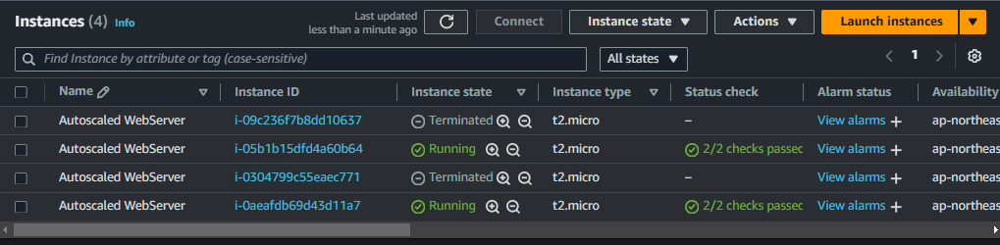 Instances (4) Info
Last updated
less than a minute ago
Connect
Instance state
Actions
Launch instances
Find Instance by attribute or tag (case-sensitive)
All states
1
Name Instance ID Instance state Instance type Status check Alarm status Availability
Autoscaled WebServer i-09c236f7b8dd10637 Terminated t2.micro – View alarms + ap-northeas
Autoscaled WebServer i-05b1b15dfd4a60b64 Running t2.micro 2/2 checks passec View alarms + ap-northeas
Autoscaled WebServer i-0304799c55eaec771 Terminated t2.micro – View alarms + ap-northeas
Autoscaled WebServer i-0aeafdb69d43d11a7 Running t2.micro 2/2 checks passec View alarms + ap-northeas